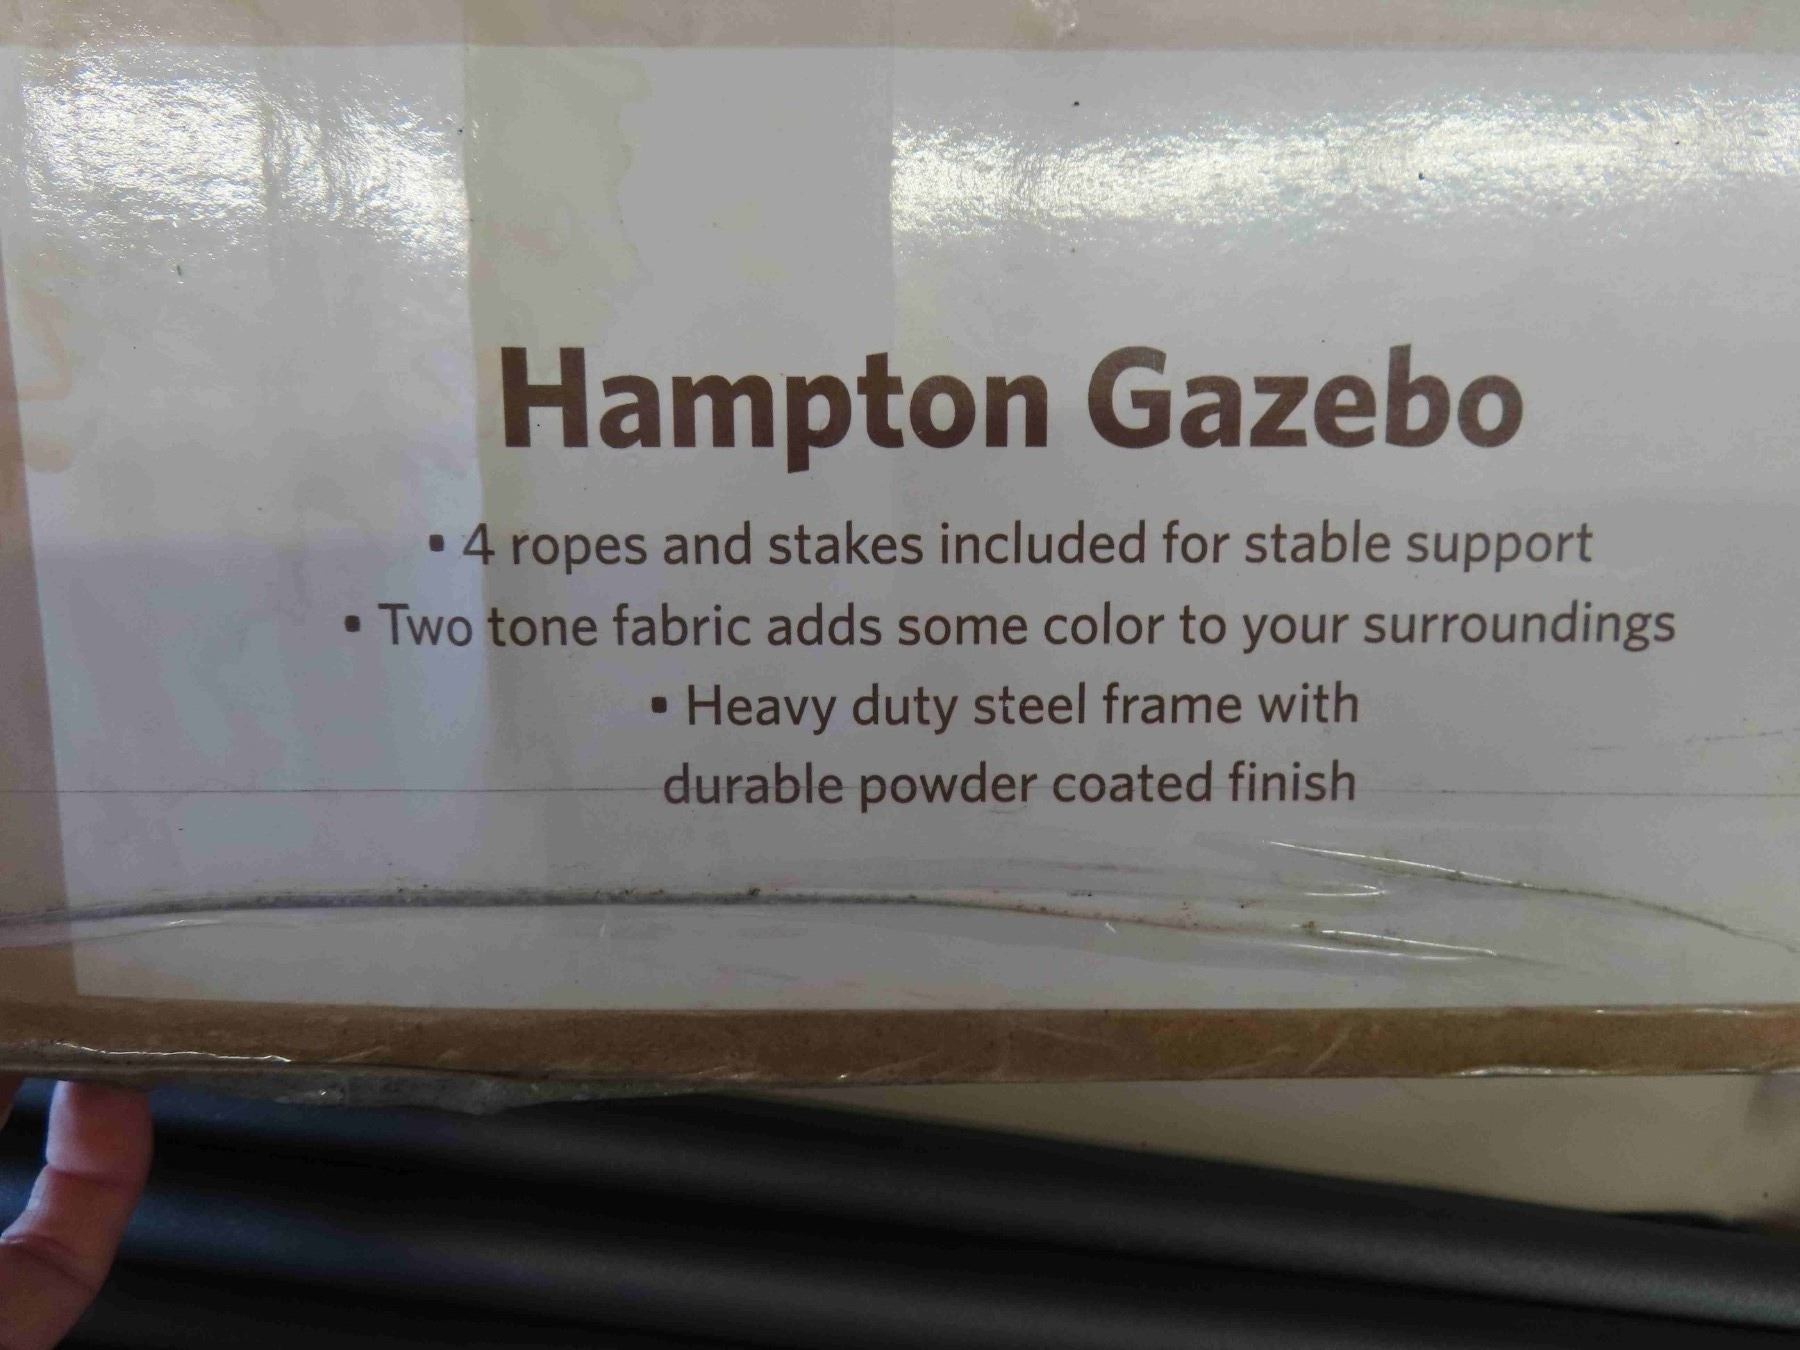 Hampton Gazebo
▪ 4 ropes and stakes included for stable support
▪ Two tone fabric adds some color to your surroundings
▪ Heavy duty steel frame with
durable powder coated finish